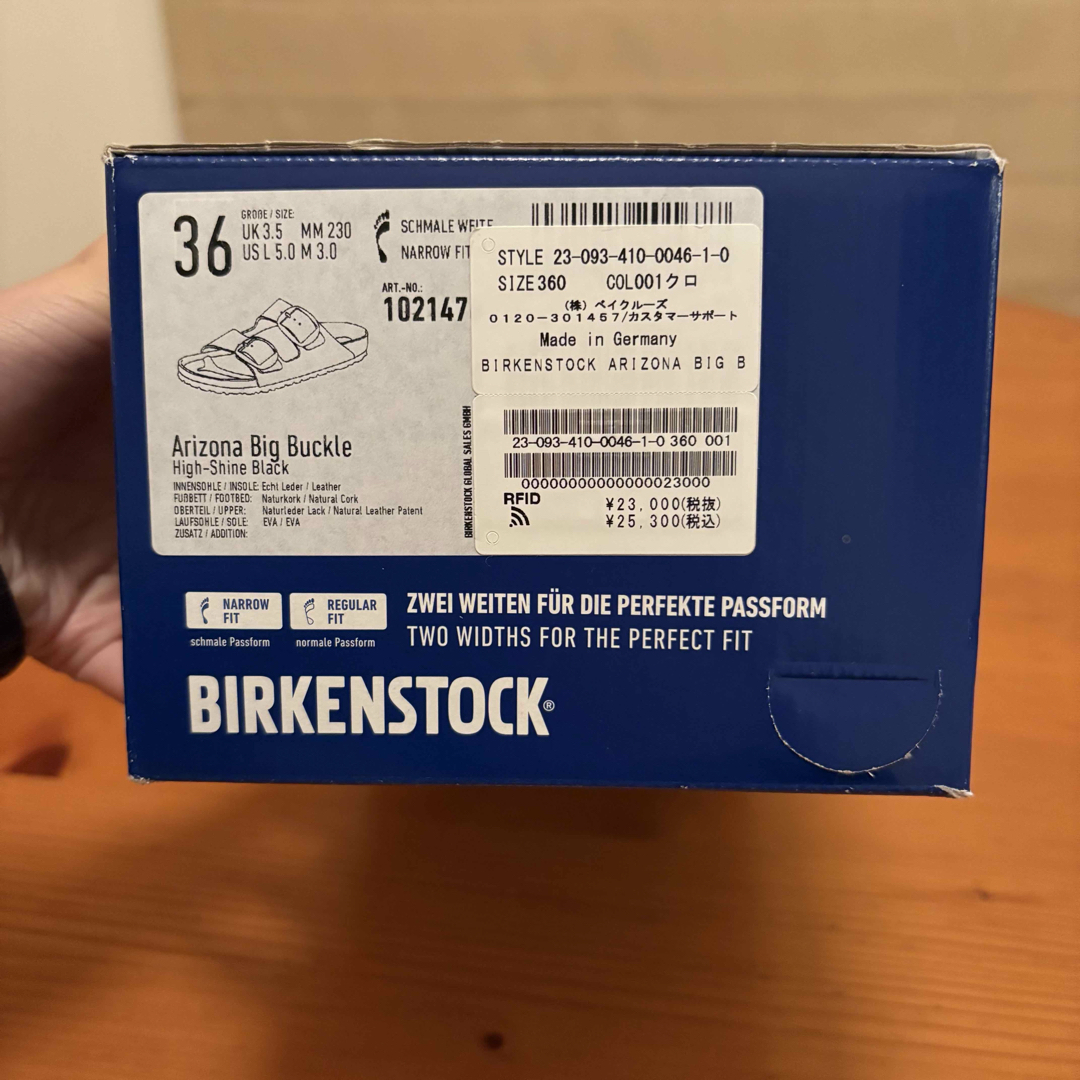 36
GRÖßE / SIZE:
UK 3.5 MM 230
US L 5.0 M 3.0
SCHMALE WEITE
NARROW FIT
ART.-NO.:
102147
Arizona Big Buckle
High-Shine Black
INNENSOHLE / INSOLE: Echt Leder / Leather
FUßBETT / FOOTBED: Naturkork / Natural Cork
OBERTEIL / UPPER: Naturleder Lack / Natural Leather Patent
LAUFSOHLE / SOLE: EVA / EVA
ZUSATZ / ADDITION:
BIRKENSTOCK GLOBAL SALES GMBH
STYLE 23-093-410-0046-1-0
SIZE 360 COL001クロ
(株) ベイクルーズ
0120-301457/カスタマーサポート
Made in Germany
BIRKENSTOCK ARIZONA BIG B
23-093-410-0046-1-0 360 001
RFID
¥23,000(税抜)
¥25,300(税込)
NARROW FIT
schmale Passform
REGULAR FIT
normale Passform
ZWEI WEITEN FÜR DIE PERFEKTE PASSFORM
TWO WIDTHS FOR THE PERFECT FIT
BIRKENSTOCK®